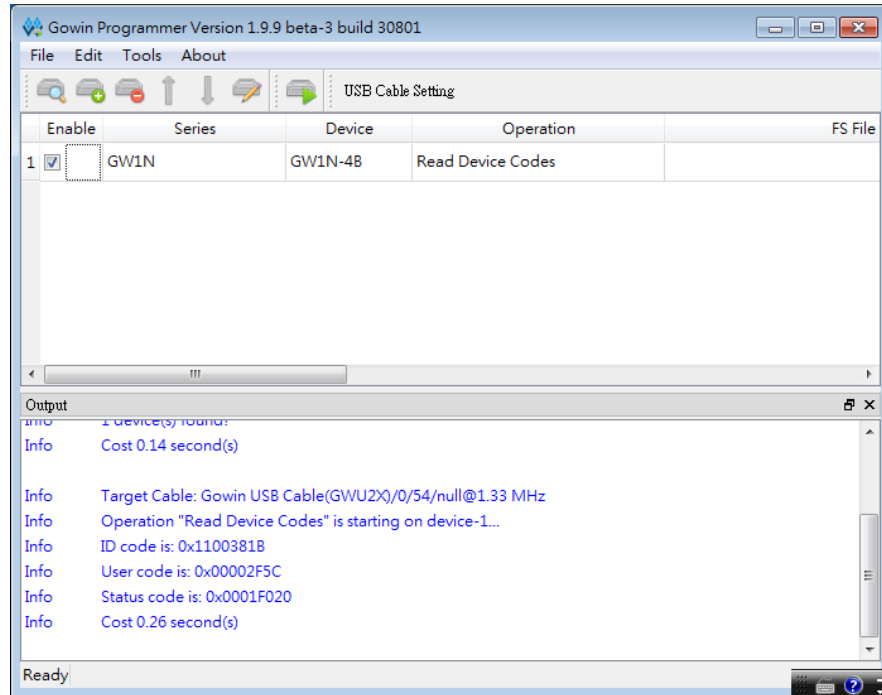 Gowin Programmer Version 1.9.9 beta-3 build 30801
File Edit Tools About
USB Cable Setting
Enable Series Device Operation FS File
1 GW1N GW1N-4B Read Device Codes
Output
Info 1 device(s) found!
Info Cost 0.14 second(s)
Info Target Cable: Gowin USB Cable(GWU2X)/0/54/null@1.33 MHz
Info Operation "Read Device Codes" is starting on device-1...
Info ID code is: 0x1100381B
Info User code is: 0x00002F5C
Info Status code is: 0x0001F020
Info Cost 0.26 second(s)
Ready